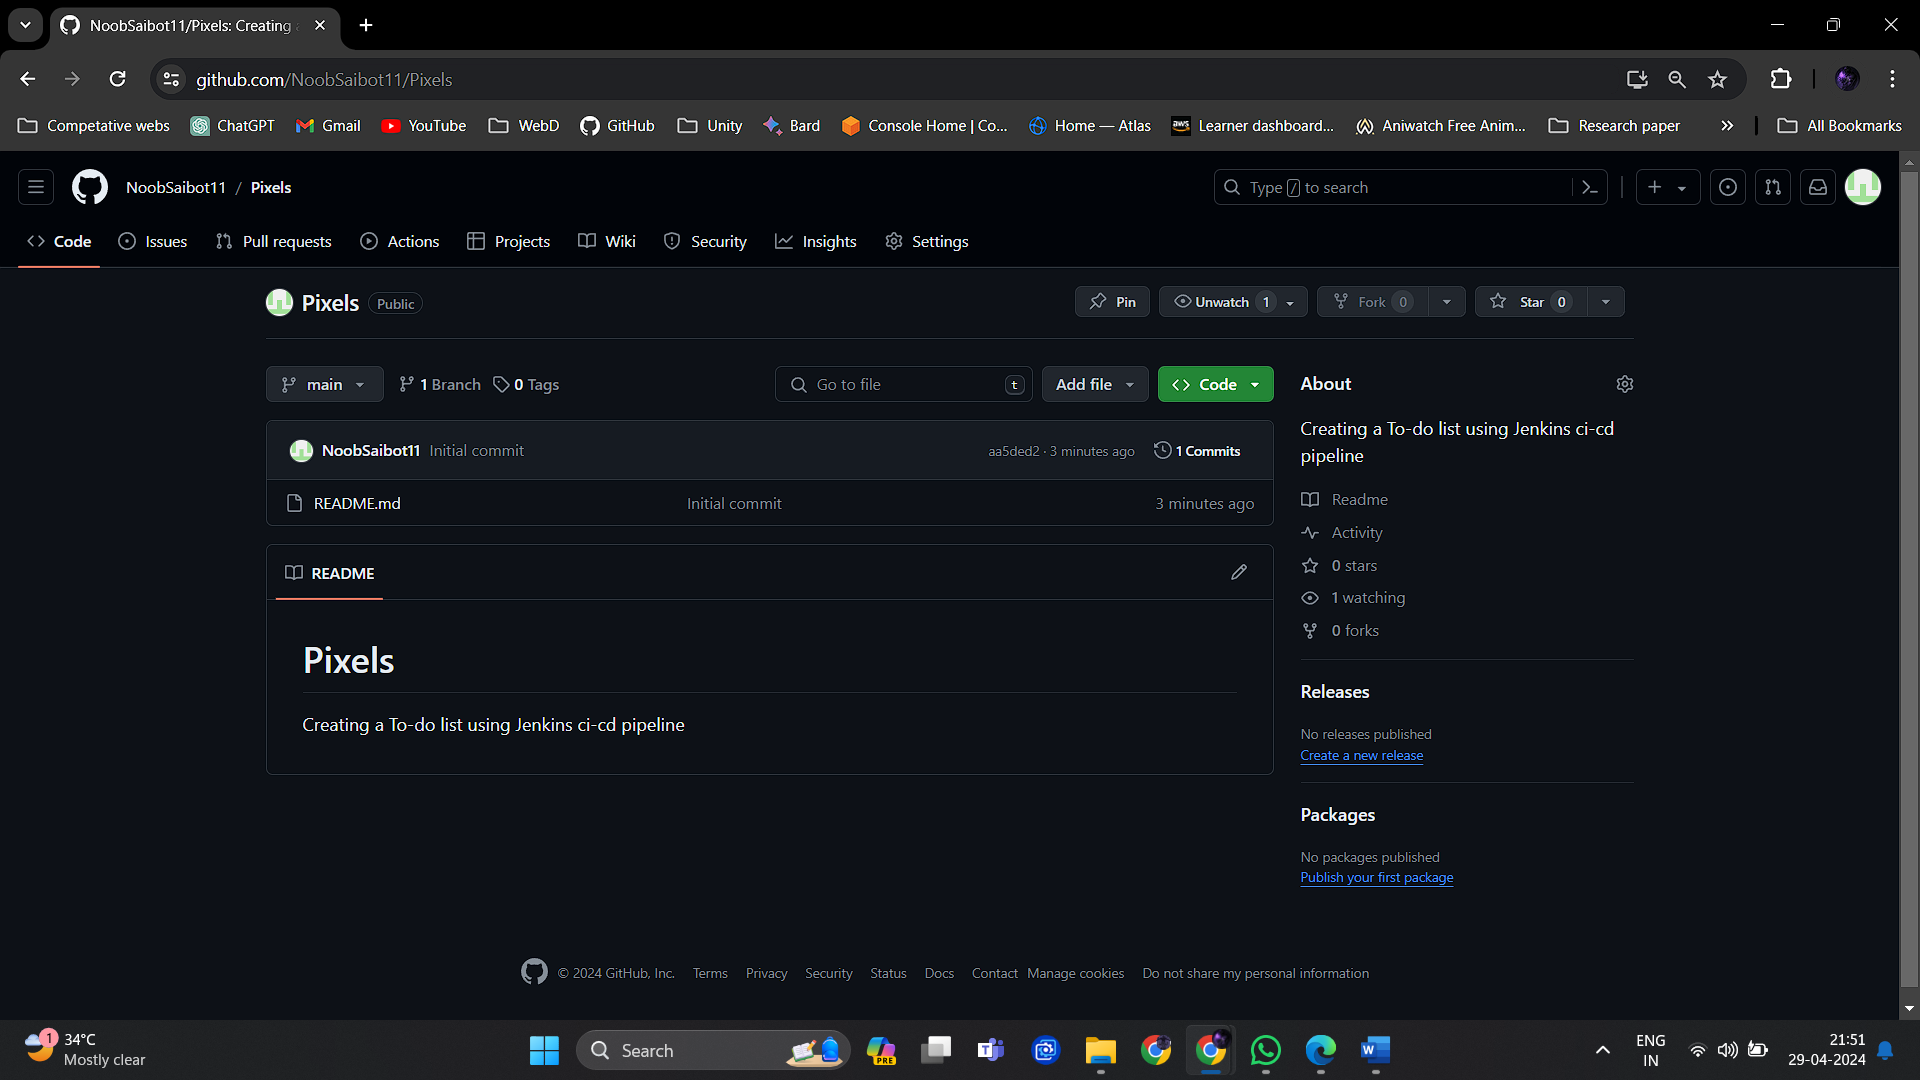 NoobSaibot11/Pixels: Creating a
github.com/NoobSaibot11/Pixels
Competative webs ChatGPT Gmail YouTube WebD GitHub Unity Bard Console Home | Co... Home — Atlas Learner dashboard... Aniwatch Free Anim... Research paper All Bookmarks
NoobSaibot11 / Pixels Type / to search
Code Issues Pull requests Actions Projects Wiki Security Insights Settings
Pixels Public Pin Unwatch 1 Fork 0 Star 0
main 1 Branch 0 Tags Go to file t Add file Code About
Creating a To-do list using Jenkins ci-cd
pipeline
NoobSaibot11 Initial commit aa5ded2 · 3 minutes ago 1 Commits
README.md Initial commit 3 minutes ago
Readme
Activity
0 stars
1 watching
0 forks
README
Pixels
Creating a To-do list using Jenkins ci-cd pipeline
Releases
No releases published
Create a new release
Packages
No packages published
Publish your first package
© 2024 GitHub, Inc. Terms Privacy Security Status Docs Contact Manage cookies Do not share my personal information
1 34°C
Mostly clear
Search
PRE
ENG
IN
21:51
29-04-2024